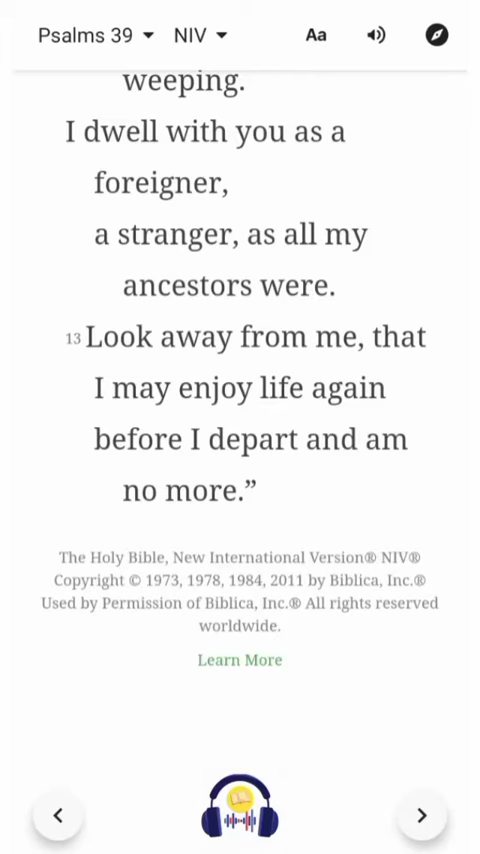 Psalms 39 NIV Aa
weeping.
I dwell with you as a
foreigner,
a stranger, as all my
ancestors were.
13 Look away from me, that
I may enjoy life again
before I depart and am
no more.”
The Holy Bible, New International Version® NIV®
Copyright © 1973, 1978, 1984, 2011 by Biblica, Inc.®
Used by Permission of Biblica, Inc.® All rights reserved
worldwide.
Learn More